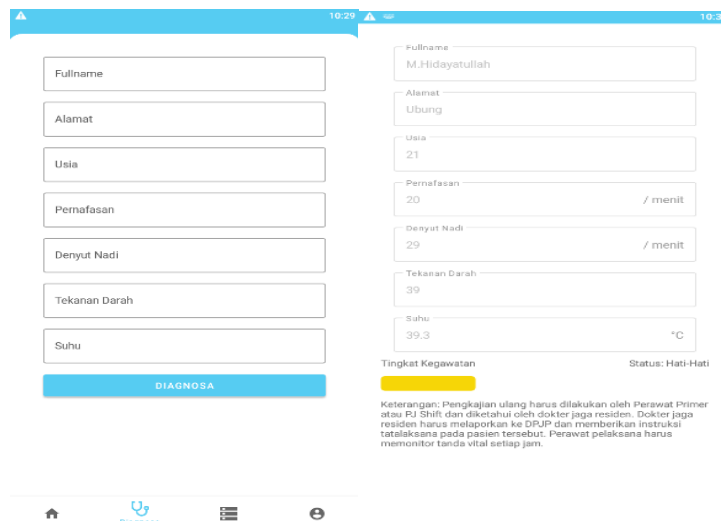 10:29
Fullname
Alamat
Usia
Pernafasan
Denyut Nadi
Tekanan Darah
Suhu
DIAGNOSA
Diagnosa
10:3
Fullname
M.Hidayatullah
Alamat
Ubung
Usia
21
Pernafasan
20 / menit
Denyut Nadi
29 / menit
Tekanan Darah
39
Suhu
39.3 °C
Tingkat Kegawatan Status: Hati-Hati
Keterangan: Pengkajian ulang harus dilakukan oleh Perawat Primer
atau PJ Shift dan diketahui oleh dokter jaga residen. Dokter jaga
residen harus melaporkan ke DPJP dan memberikan instruksi
tatalaksana pada pasien tersebut. Perawat pelaksana harus
memonitor tanda vital setiap jam.